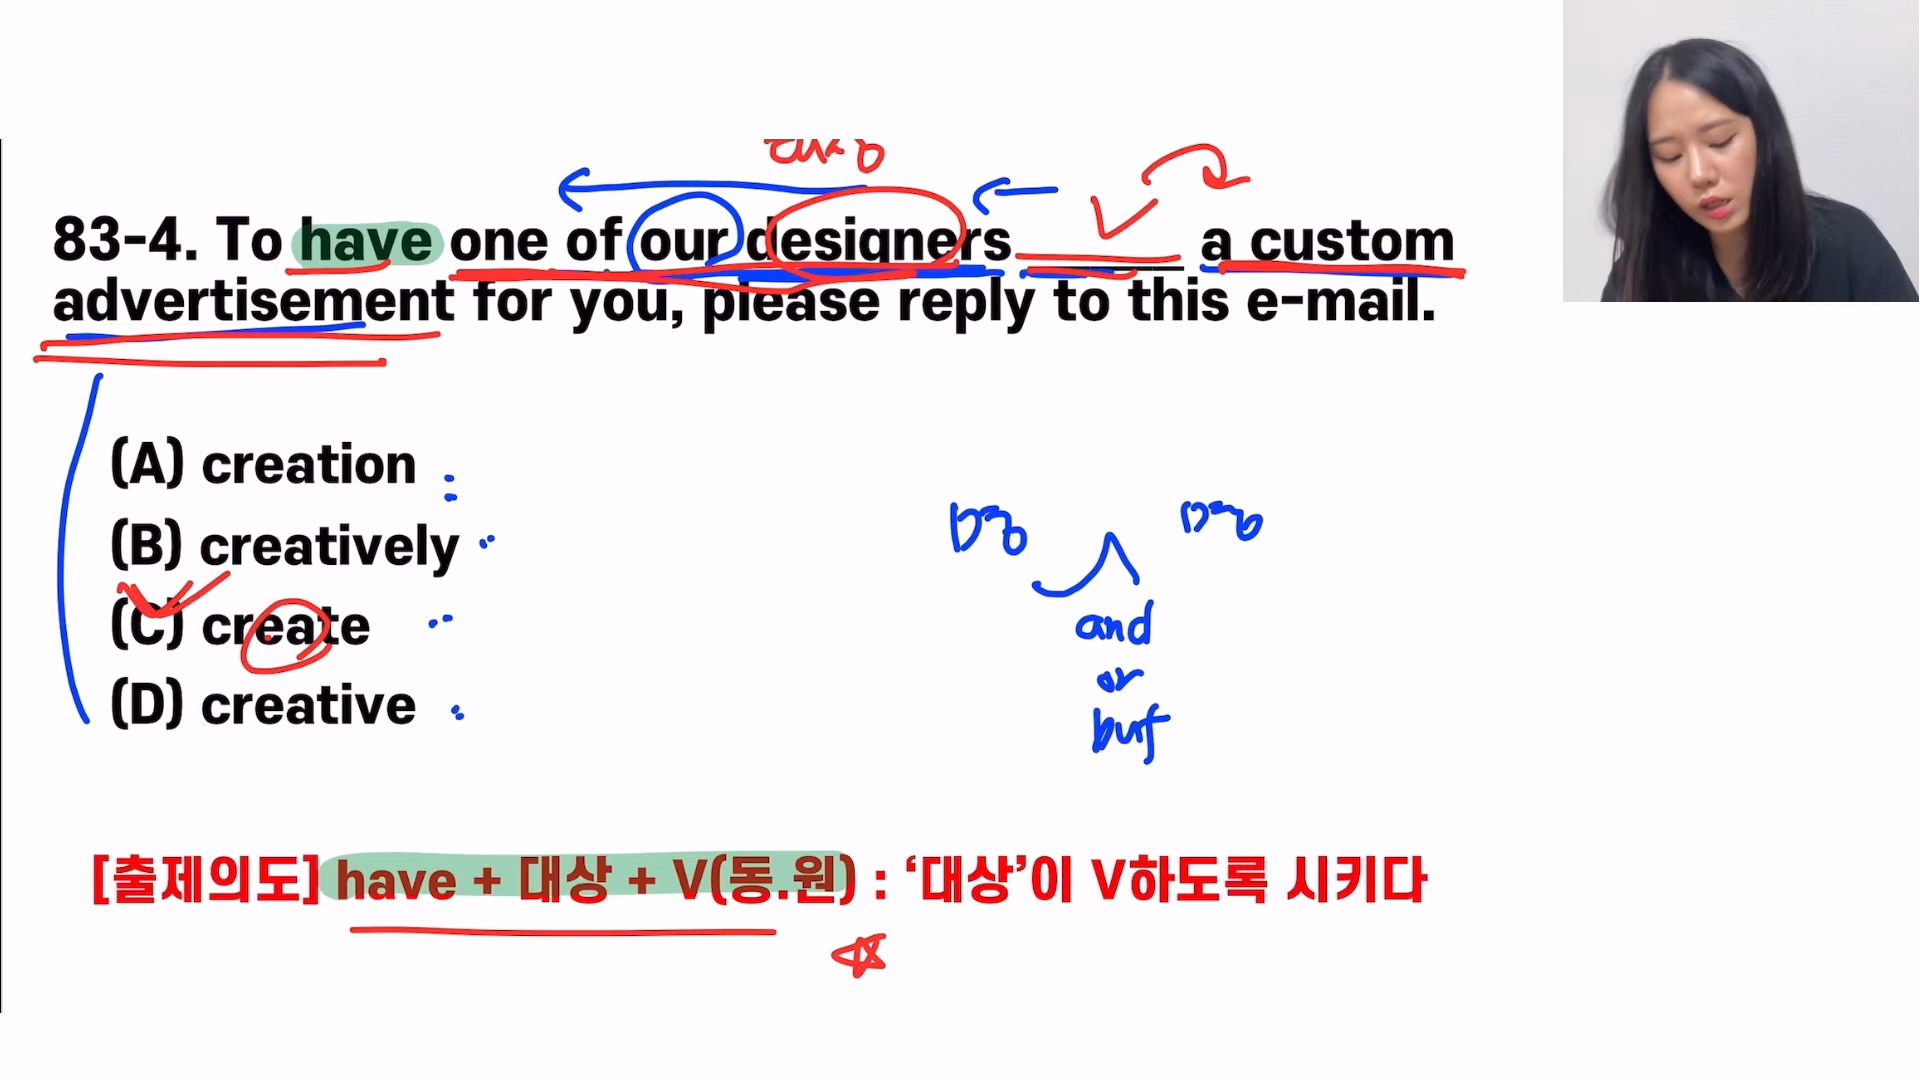 83-4. To have one of our designers ______ a custom
advertisement for you, please reply to this e-mail.
(A) creation
(B) creatively
(C) create
(D) creative
and
or
but
[출제의도] have + 대상 + V(동.원) : ‘대상’이 V하도록 시키다